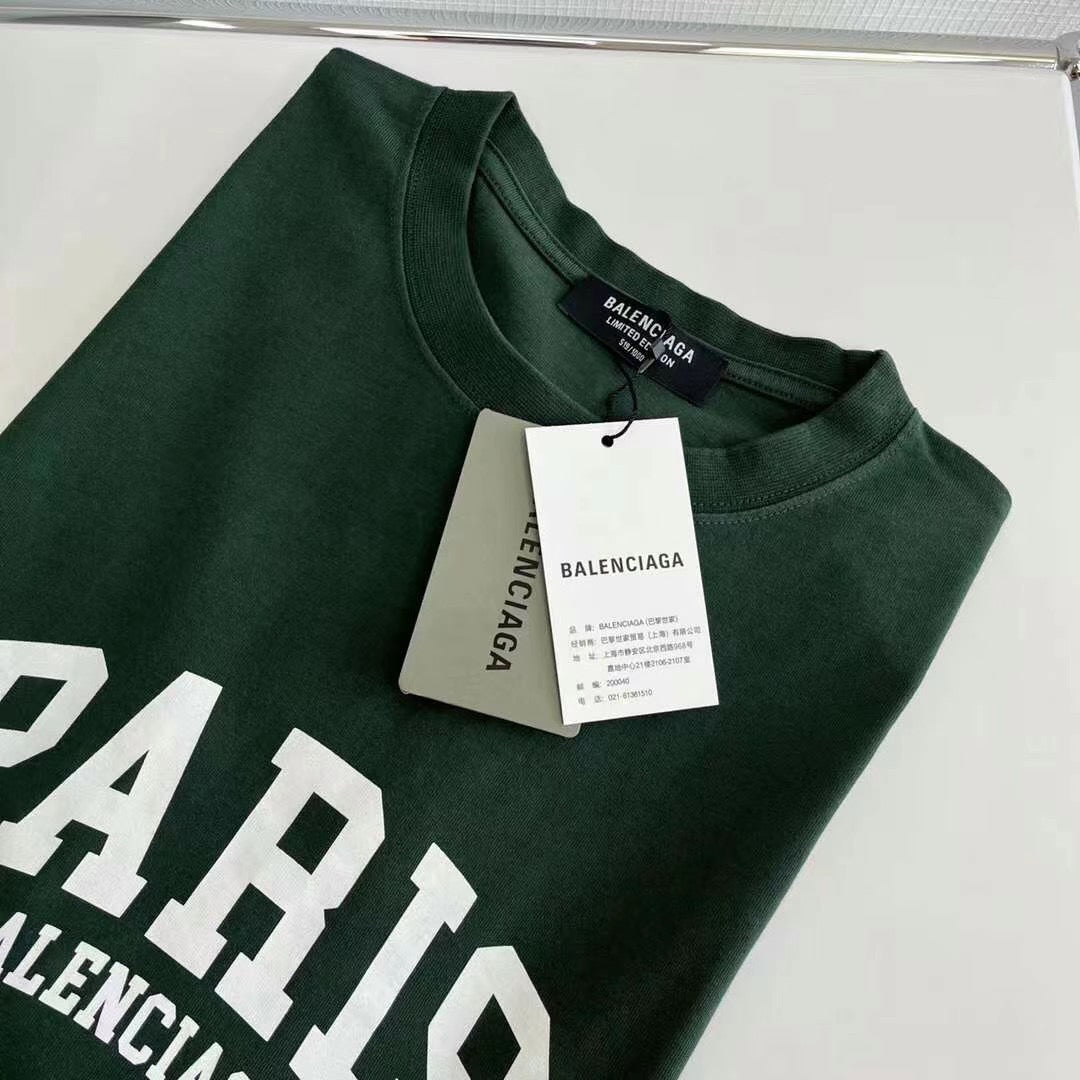 BALENCIAGA
LIMITED EDITION
519/1000
BALENCIAGA
BALENCIAGA
品 牌: BALENCIAGA (巴黎世家)
经销商: 巴黎世家贸易(上海)有限公司
地 址: 上海市静安区北京西路968号
嘉地中心21楼2106-2107室
邮 编: 200040
电 话: 021-61361510
PARIS
BALENCIAGA